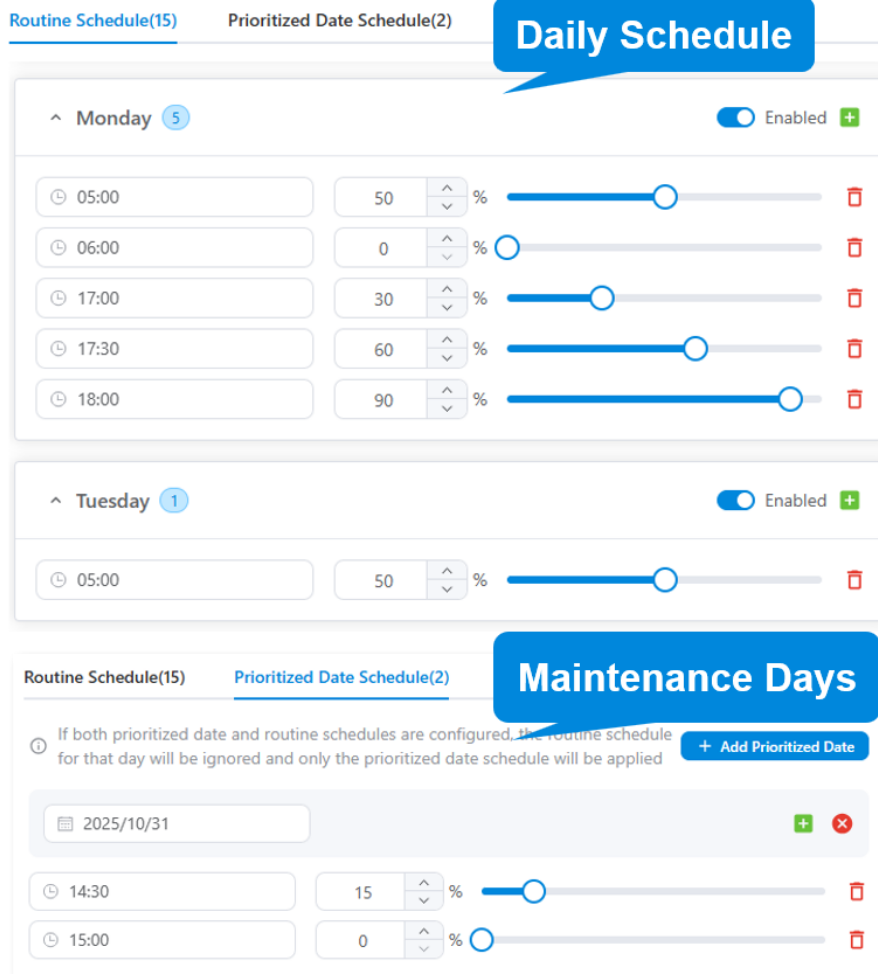 Routine Schedule(15) Prioritized Date Schedule(2)
Daily Schedule
Monday 5 Enabled
05:00 50 %
06:00 0 %
17:00 30 %
17:30 60 %
18:00 90 %
Tuesday 1 Enabled
05:00 50 %
Routine Schedule(15) Prioritized Date Schedule(2)
Maintenance Days
If both prioritized date and routine schedules are configured, the routine schedule
for that day will be ignored and only the prioritized date schedule will be applied
+ Add Prioritized Date
2025/10/31
14:30 15 %
15:00 0 %